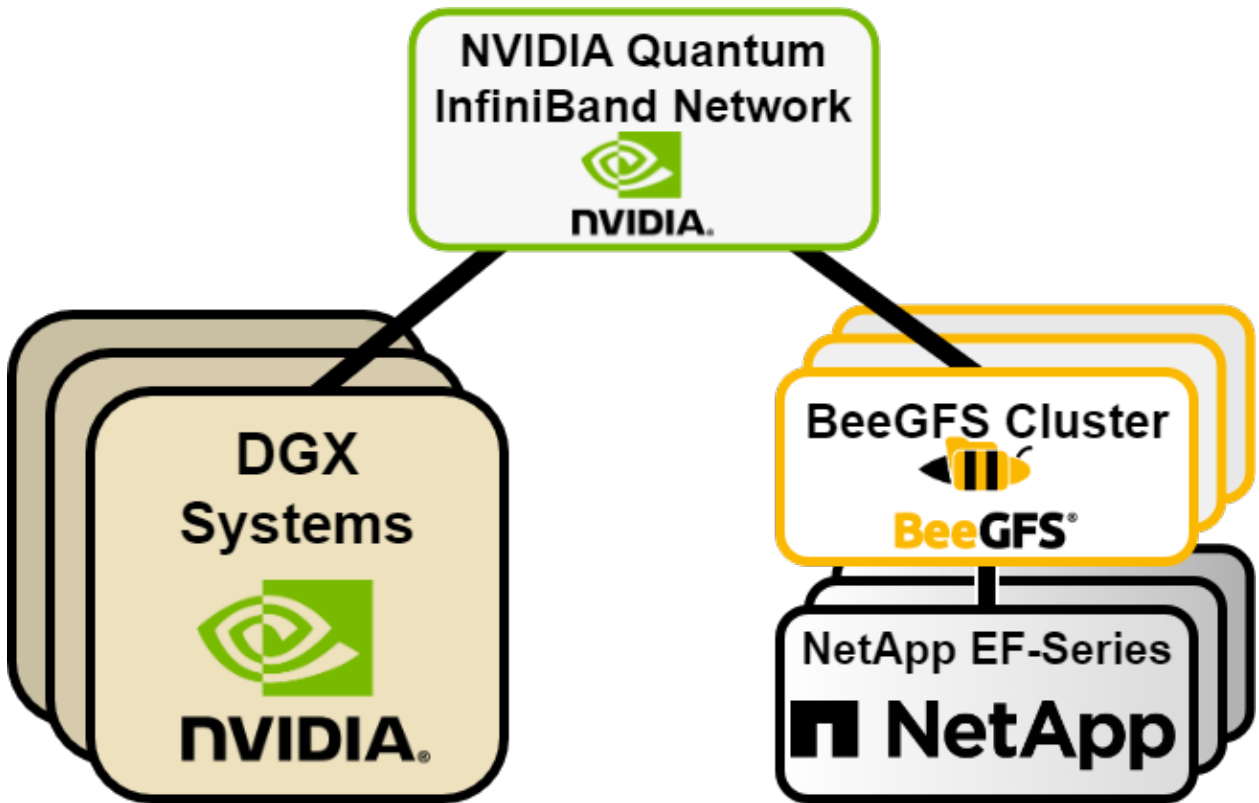 NVIDIA Quantum
InfiniBand Network
NVIDIA.
DGX
Systems
NVIDIA®
BeeGFS Cluster
BeeGFS®
NetApp EF-Series
NetApp